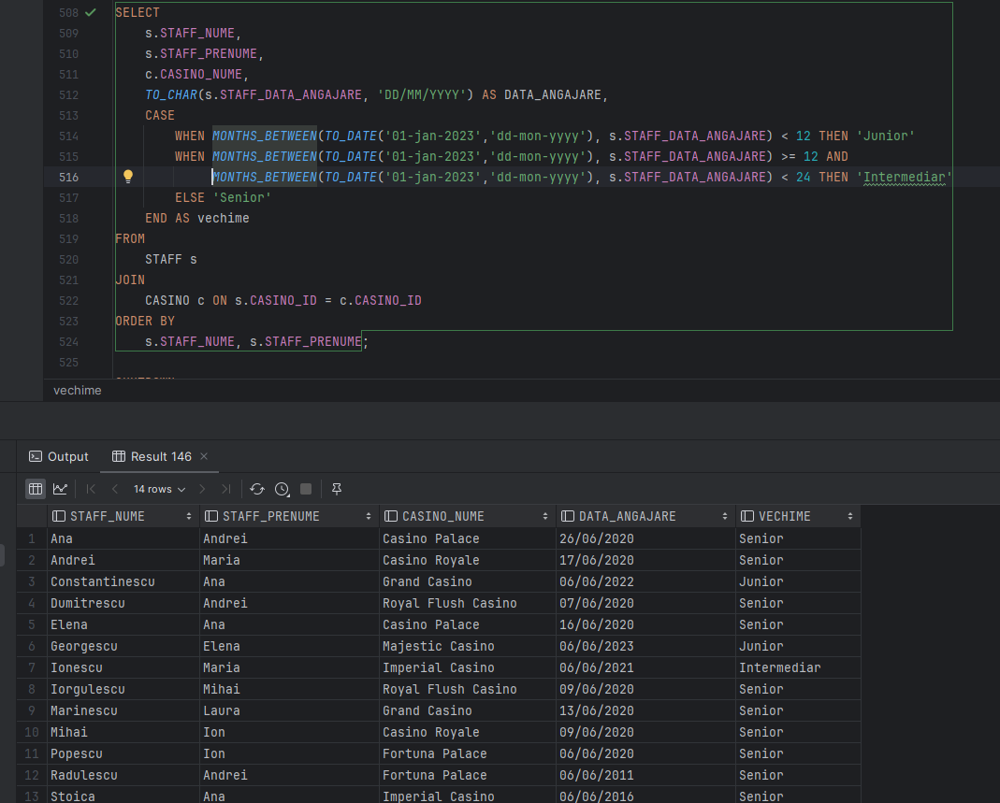 508 SELECT
509 s.STAFF_NUME,
510 s.STAFF_PRENUME,
511 c.CASINO_NUME,
512 TO_CHAR(s.STAFF_DATA_ANGAJARE, 'DD/MM/YYYY') AS DATA_ANGAJARE,
513 CASE
514 WHEN MONTHS_BETWEEN(TO_DATE('01-jan-2023','dd-mon-yyyy'), s.STAFF_DATA_ANGAJARE) < 12 THEN 'Junior'
515 WHEN MONTHS_BETWEEN(TO_DATE('01-jan-2023','dd-mon-yyyy'), s.STAFF_DATA_ANGAJARE) >= 12 AND
516 MONTHS_BETWEEN(TO_DATE('01-jan-2023','dd-mon-yyyy'), s.STAFF_DATA_ANGAJARE) < 24 THEN 'Intermediar'
517 ELSE 'Senior'
518 END AS vechime
519 FROM
520 STAFF s
521 JOIN
522 CASINO c ON s.CASINO_ID = c.CASINO_ID
523 ORDER BY
524 s.STAFF_NUME, s.STAFF_PRENUME;
525
vechime
Output Result 146
14 rows
STAFF_NUME STAFF_PRENUME CASINO_NUME DATA_ANGAJARE VECHIME
1 Ana Andrei Casino Palace 26/06/2020 Senior
2 Andrei Maria Casino Royale 17/06/2020 Senior
3 Constantinescu Ana Grand Casino 06/06/2022 Junior
4 Dumitrescu Andrei Royal Flush Casino 07/06/2020 Senior
5 Elena Ana Casino Palace 16/06/2020 Senior
6 Georgescu Elena Majestic Casino 06/06/2023 Junior
7 Ionescu Maria Imperial Casino 06/06/2021 Intermediar
8 Iorgulescu Mihai Royal Flush Casino 09/06/2020 Senior
9 Marinescu Laura Grand Casino 13/06/2020 Senior
10 Mihai Ion Casino Royale 09/06/2020 Senior
11 Popescu Ion Fortuna Palace 06/06/2020 Senior
12 Radulescu Andrei Fortuna Palace 06/06/2011 Senior
13 Stoica Ana Imperial Casino 06/06/2016 Senior